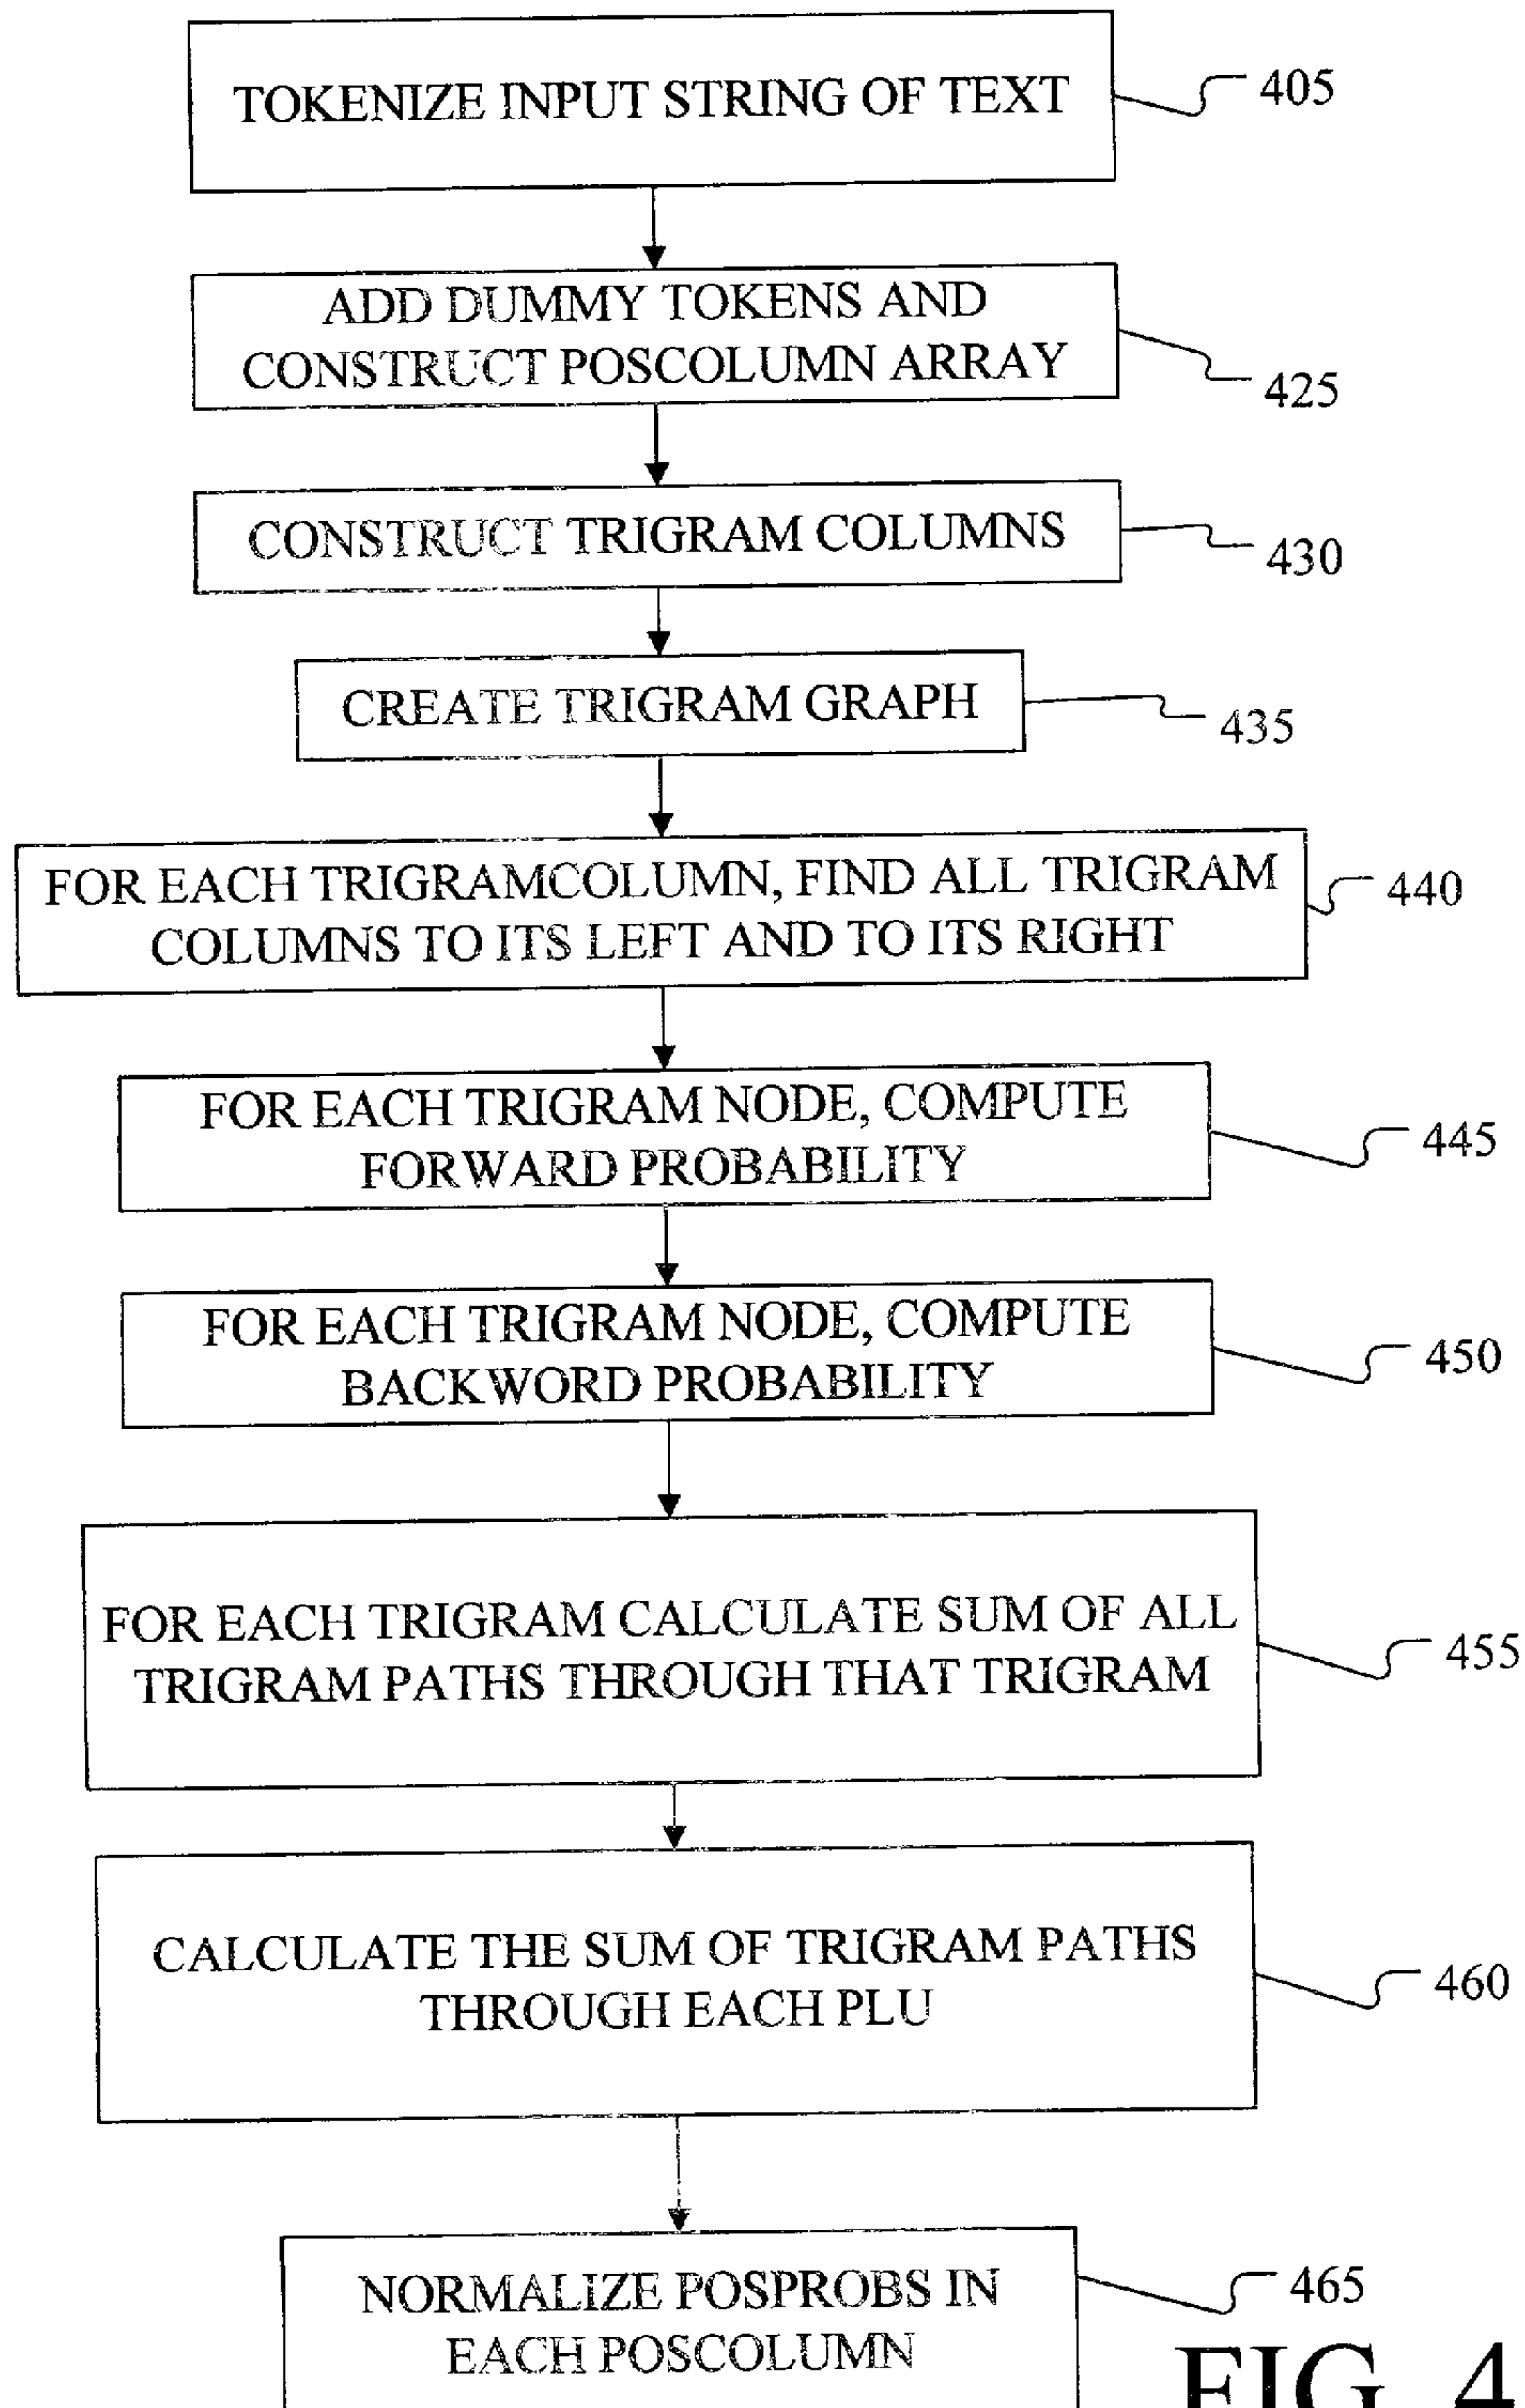 TOKENIZE INPUT STRING OF TEXT
405
ADD DUMMY TOKENS AND
CONSTRUCT POSCOLUMN ARRAY
425
CONSTRUCT TRIGRAM COLUMNS
430
CREATE TRIGRAM GRAPH
435
FOR EACH TRIGRAMCOLUMN, FIND ALL TRIGRAM
COLUMNS TO ITS LEFT AND TO ITS RIGHT
440
FOR EACH TRIGRAM NODE, COMPUTE
FORWARD PROBABILITY
445
FOR EACH TRIGRAM NODE, COMPUTE
BACKWORD PROBABILITY
450
FOR EACH TRIGRAM CALCULATE SUM OF ALL
TRIGRAM PATHS THROUGH THAT TRIGRAM
455
CALCULATE THE SUM OF TRIGRAM PATHS
THROUGH EACH PLU
460
NORMALIZE POSPROBS IN
EACH POSCOLUMN
465
FIG. 4